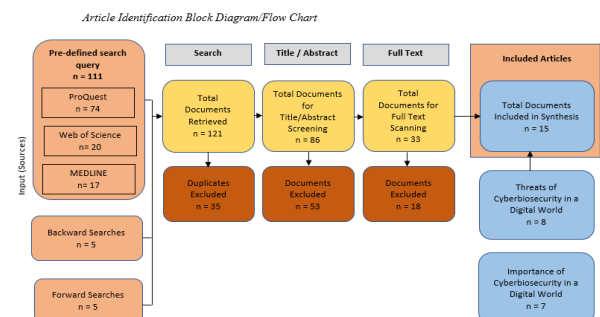 Article Identification Block Diagram/Flow Chart
Pre-defined search
query
n = 111
ProQuest
n = 74
Web of Science
n= 20
MEDLINE
n= 17
Input (Sources)
Backward Searches
n = 5
Forward Searches
n = 5
Search
Total
Documents
Retrieved
n = 121
Duplicates
Excluded
n = 35
Title / Abstract
Total Documents
for
Title/Abstract
Screening
n = 86
Documents
Excluded
n = 53
Full Text
Total
Documents for
Full Text
Scanning
n = 33
Documents
Excluded
n = 18
Included Articles
Total Documents
Included in Synthesis
n = 15
Threats of
Cyberbiosecurity in a
Digital World
n = 8
Importance of
Cyberbiosecurity in a
Digital World
n = 7